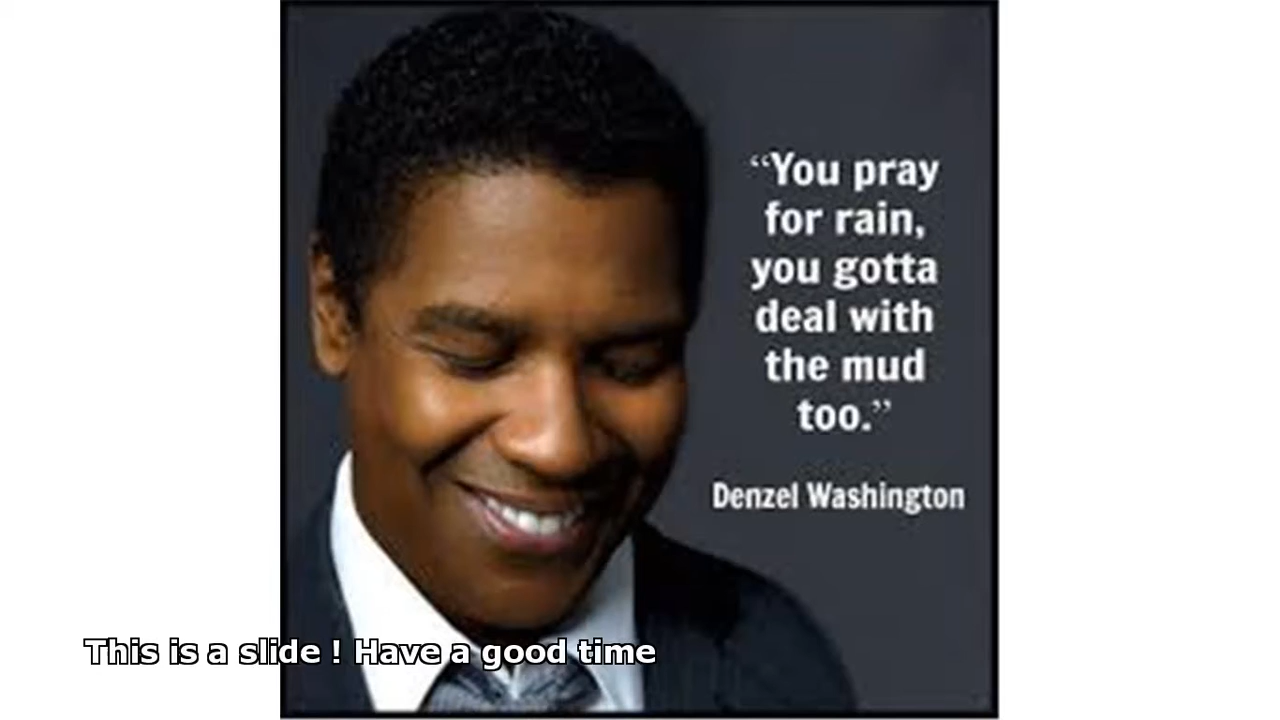 “You pray
for rain,
you gotta
deal with
the mud
too.”
Denzel Washington
This is a slide ! Have a good time